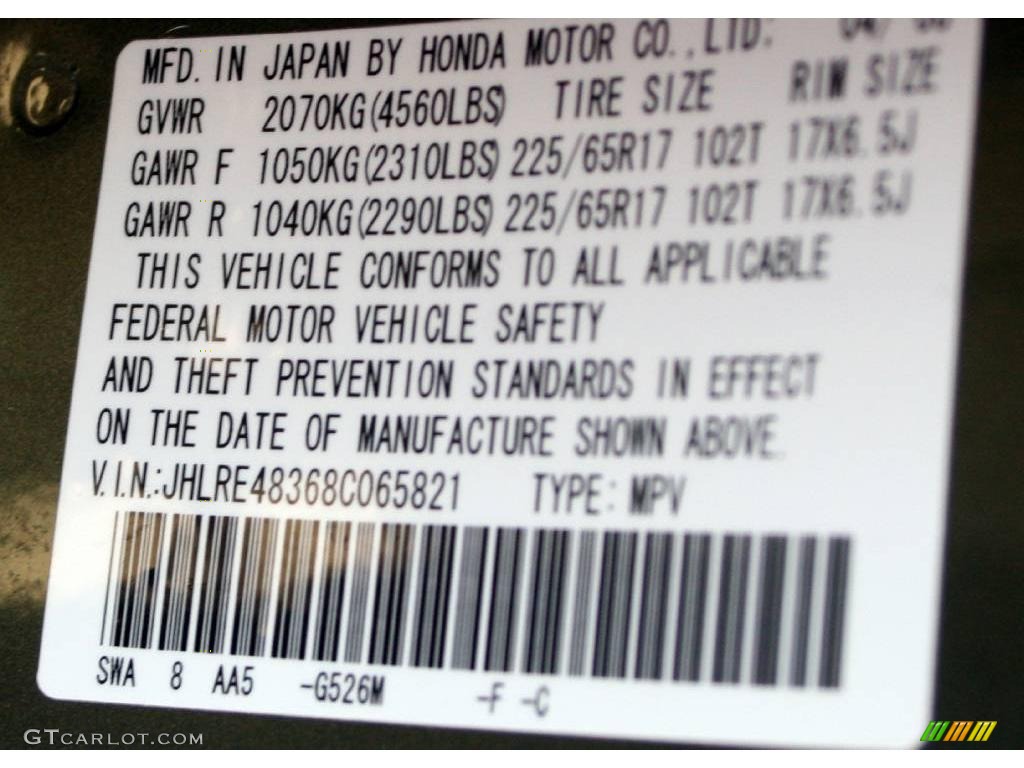 MFD. IN JAPAN BY HONDA MOTOR CO., LTD.
GVWR 2070KG(4560LBS) TIRE SIZE RIM SIZE
GAWR F 1050KG(2310LBS) 225/65R17 102T 17X6.5J
GAWR R 1040KG(2290LBS) 225/65R17 102T 17X6.5J
THIS VEHICLE CONFORMS TO ALL APPLICABLE
FEDERAL MOTOR VEHICLE SAFETY
AND THEFT PREVENTION STANDARDS IN EFFECT
ON THE DATE OF MANUFACTURE SHOWN ABOVE.
V.I.N.:JHLRE48368C065821 TYPE: MPV
SWA 8 AA5 -G526M -F -C
GTCARLOT.COM